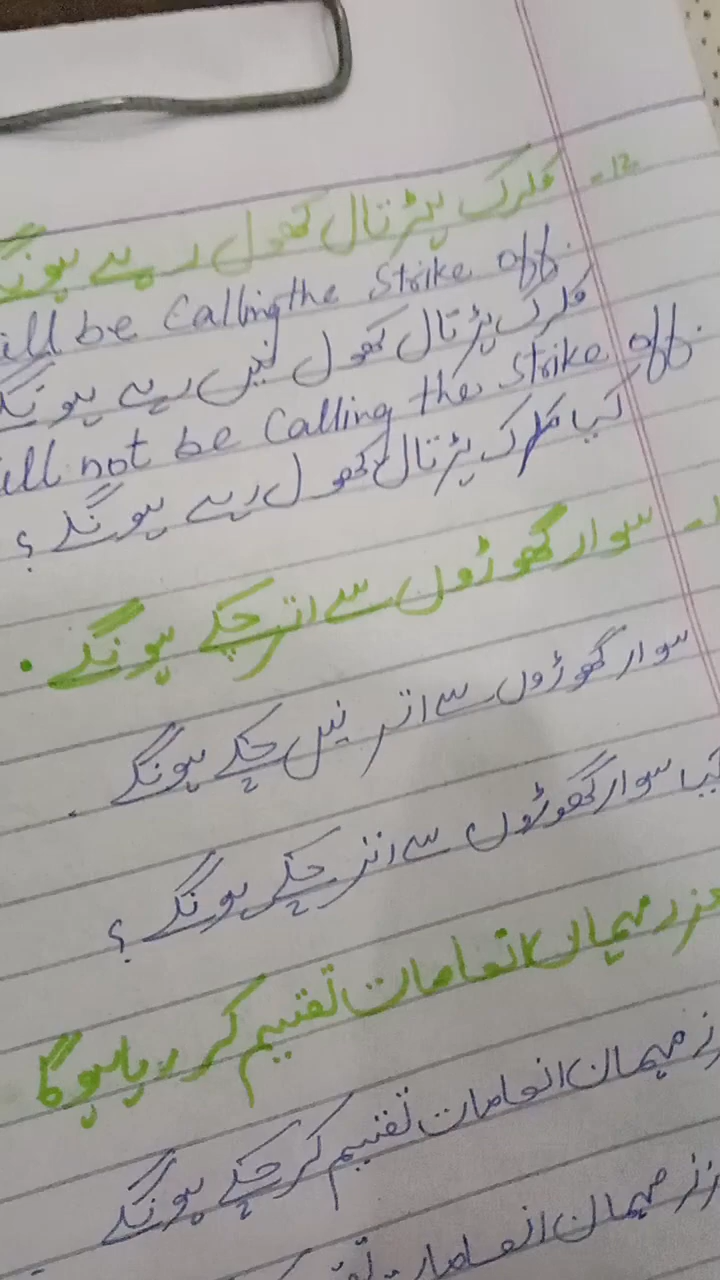 12- کلرک ہڑتال کھول رہے ہونگے
ill be Calling the Strike off.
کلرک ہڑتال کھول نہیں رہے ہونگے
ill not be Calling the Strike off.
کیا کلرک ہڑتال کھول رہے ہونگے؟
سوار گھوڑوں سے اتر چکے ہونگے.
سوار گھوڑوں سے اتر نہیں چکے ہونگے.
کیا سوار گھوڑوں سے اتر چکے ہونگے؟
مہمان انعامات تقسیم کر رہا ہوگا
مہمان انعامات تقسیم کر چکے ہونگے
مہمان انعامات